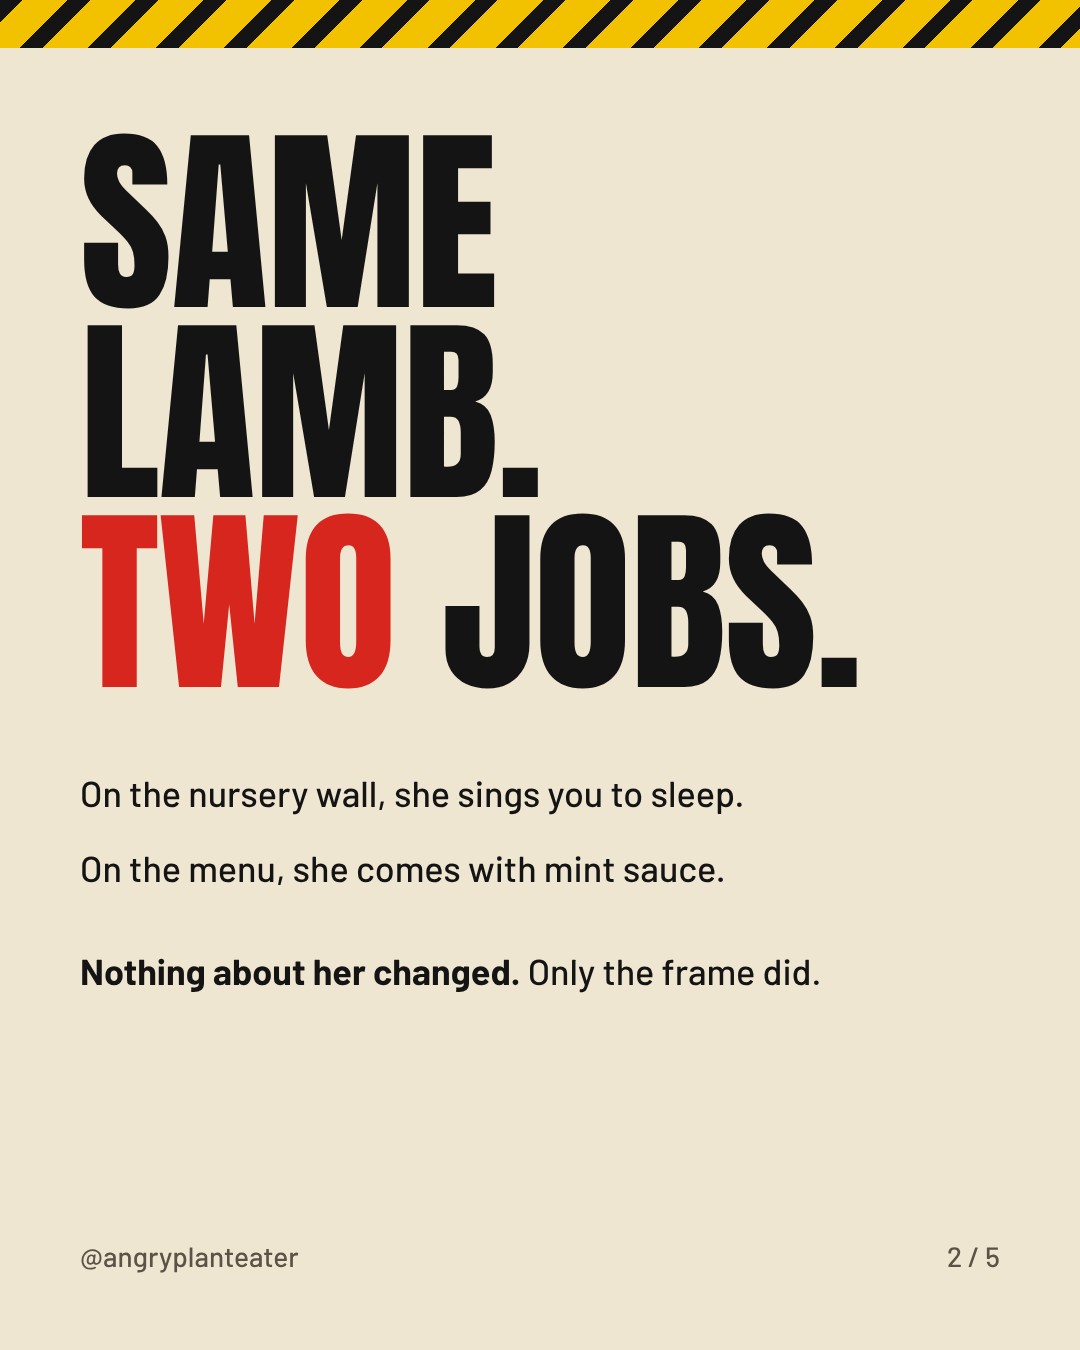 SAME
LAMB.
TWO JOBS.
On the nursery wall, she sings you to sleep.
On the menu, she comes with mint sauce.
Nothing about her changed. Only the frame did.
@angryplanteater
2 / 5